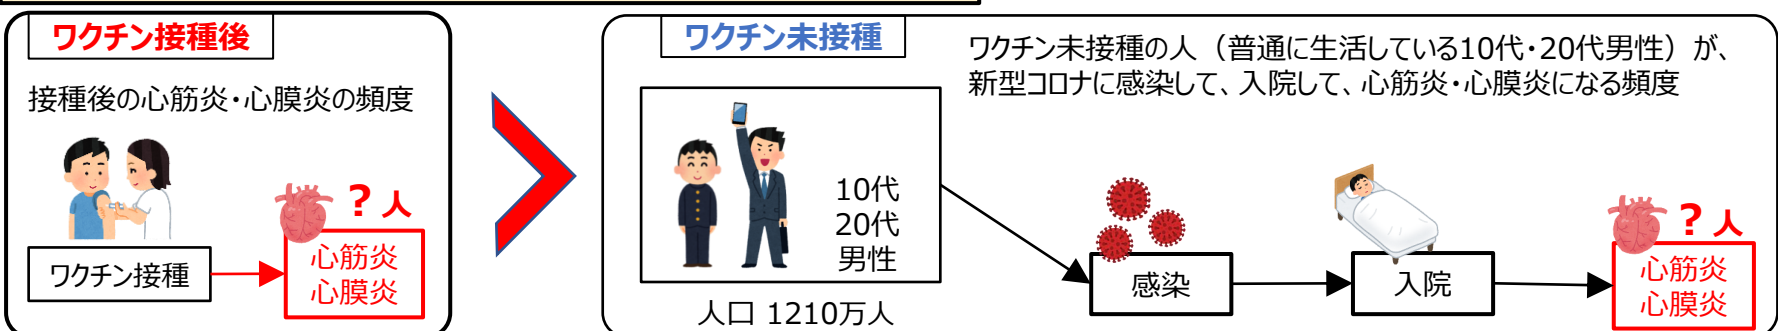 ワクチン接種後
接種後の心筋炎・心膜炎の頻度
?人
ワクチン接種
心筋炎
心膜炎
ワクチン未接種
ワクチン未接種の人（普通に生活している10代・20代男性）が、
新型コロナに感染して、入院して、心筋炎・心膜炎になる頻度
10代
20代
男性
人口 1210万人
感染
入院
?人
心筋炎
心膜炎